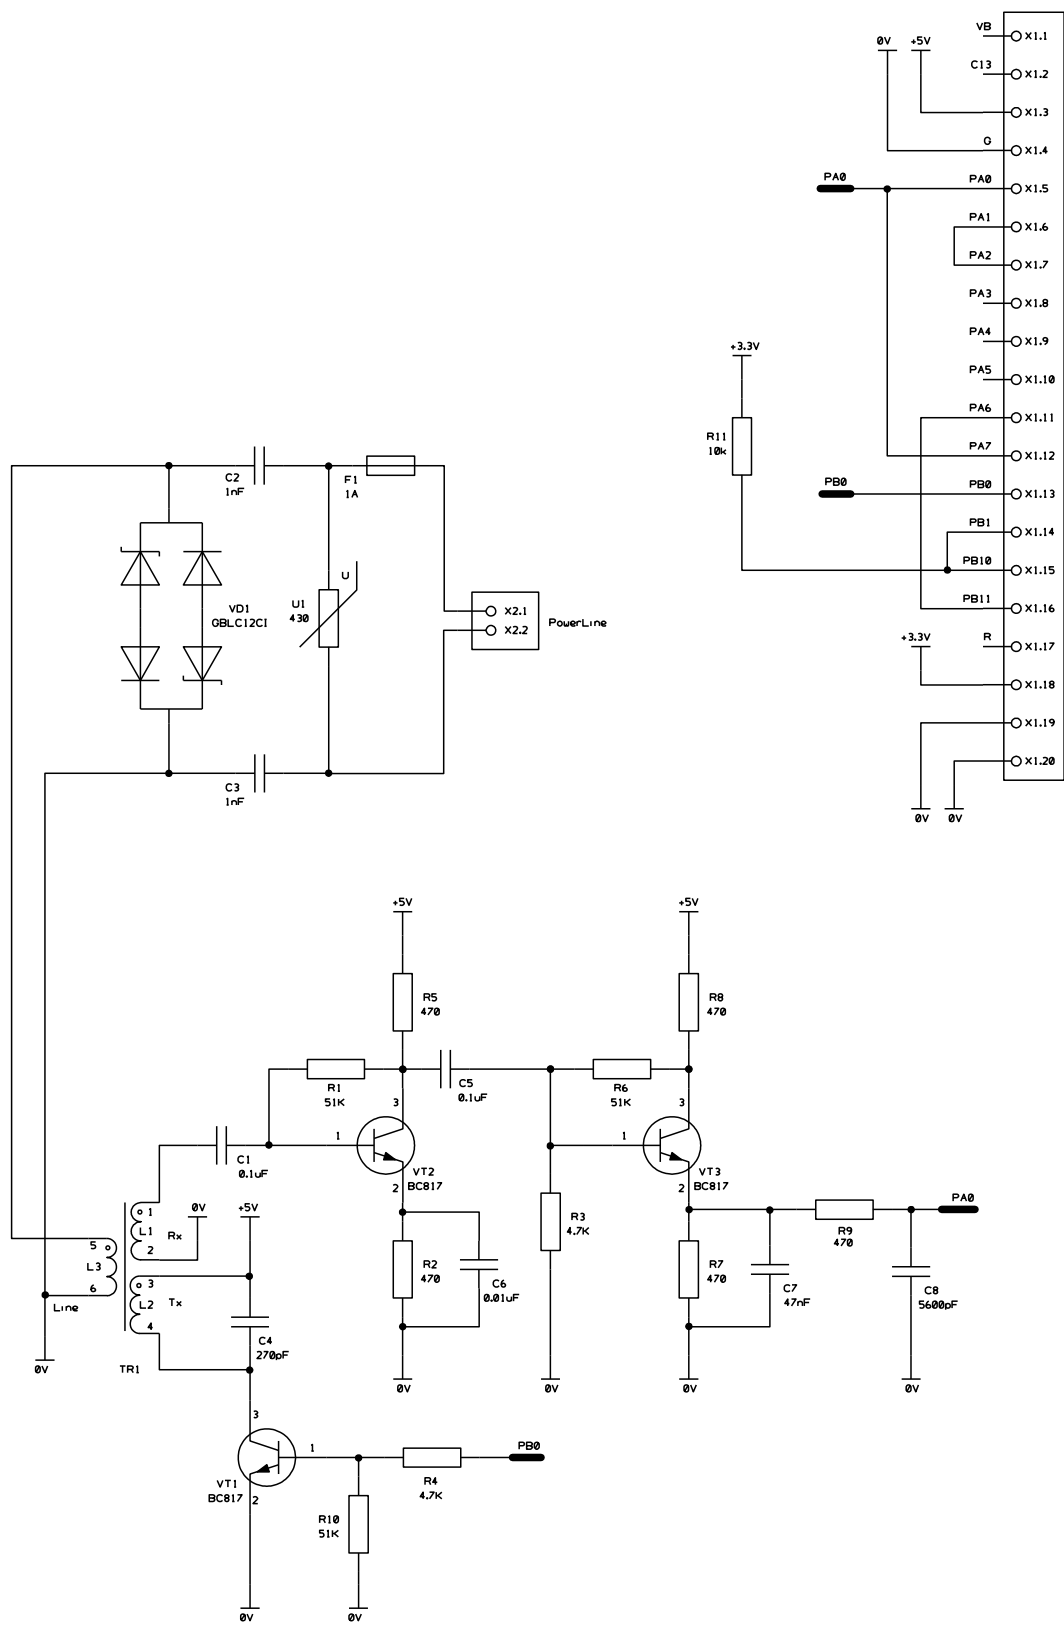 VB
X1.1
0V
+5V
C13
X1.2
X1.3
G
X1.4
PA0
PA0
X1.5
PA1
X1.6
PA2
X1.7
PA3
X1.8
+3.3V
PA4
X1.9
PA5
X1.10
PA6
X1.11
R11
10k
PA7
X1.12
C2
1nF
F1
1A
PB0
PB0
X1.13
PB1
X1.14
PB10
X1.15
U
VD1
GBLC12CI
U1
430
X2.1
X2.2
PowerLine
PB11
X1.16
+3.3V
R
X1.17
X1.18
X1.19
X1.20
C3
1nF
0V
0V
+5V
+5V
R5
470
R8
470
R1
51K
C5
0.1uF
R6
51K
3
3
1
1
C1
0.1uF
VT2
BC817
VT3
BC817
2
2
1
0V
+5V
PA0
L1
Rx
R3
4.7K
R9
470
5
2
L3
R2
470
R7
470
6
3
C6
0.01uF
C7
47nF
C8
5600pF
Line
L2
Tx
4
C4
270pF
0V
TR1
0V
0V
0V
0V
3
1
PB0
VT1
BC817
2
R4
4.7K
R10
51K
0V
0V